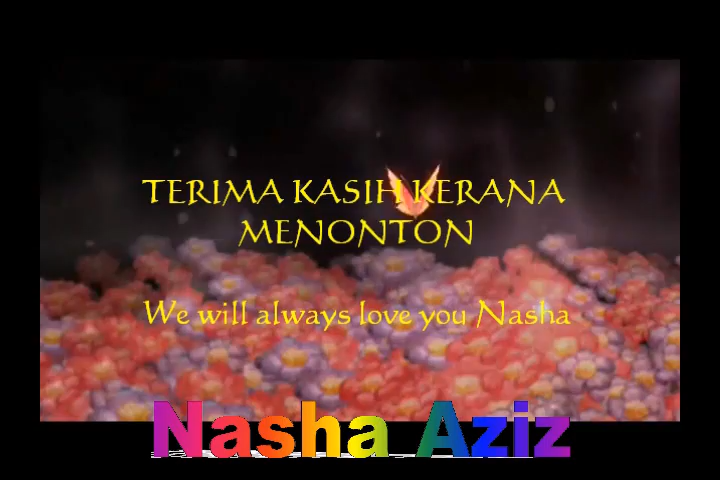 TERIMA KASIH KERANA
MENONTON
We will always love you Nasha
Nasha Aziz